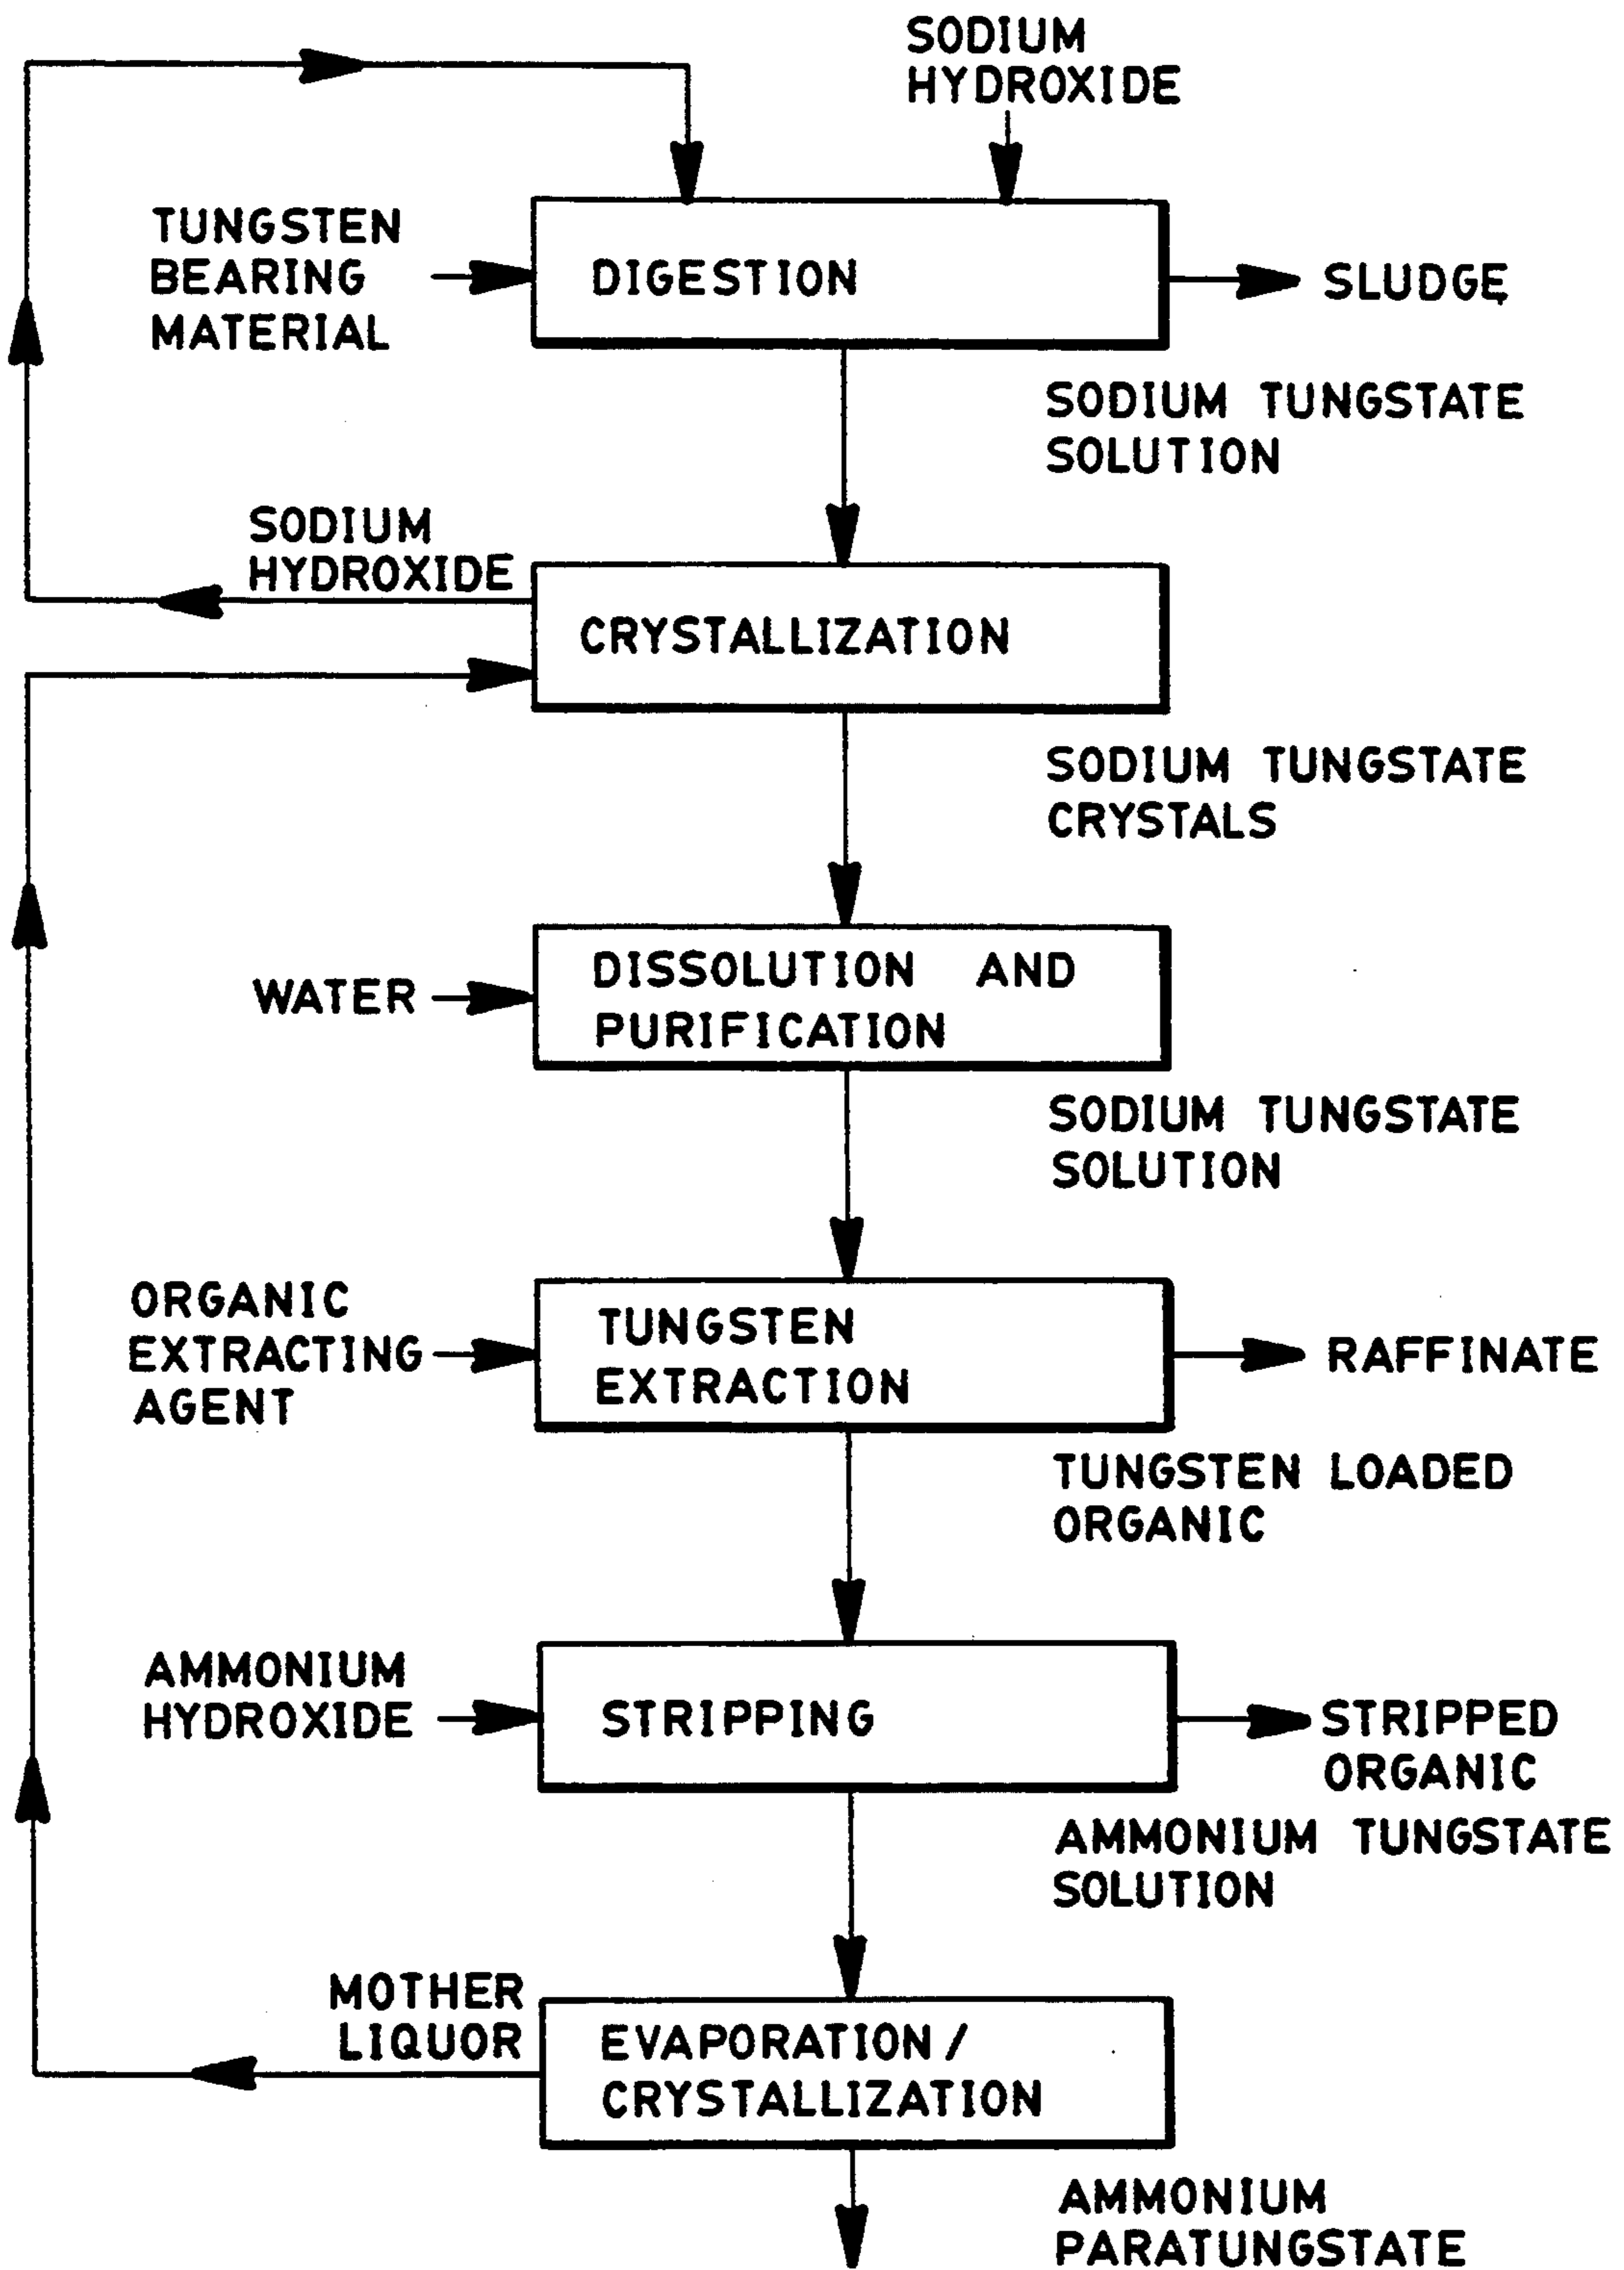 SODIUM
HYDROXIDE
TUNGSTEN
BEARING
MATERIAL
DIGESTION
SLUDGE
SODIUM TUNGSTATE
SOLUTION
SODIUM
HYDROXIDE
CRYSTALLIZATION
SODIUM TUNGSTATE
CRYSTALS
WATER
DISSOLUTION AND
PURIFICATION
SODIUM TUNGSTATE
SOLUTION
ORGANIC
EXTRACTING
AGENT
TUNGSTEN
EXTRACTION
RAFFINATE
TUNGSTEN LOADED
ORGANIC
AMMONIUM
HYDROXIDE
STRIPPING
STRIPPED
ORGANIC
AMMONIUM TUNGSTATE
SOLUTION
MOTHER
LIQUOR
EVAPORATION/
CRYSTALLIZATION
AMMONIUM
PARATUNGSTATE